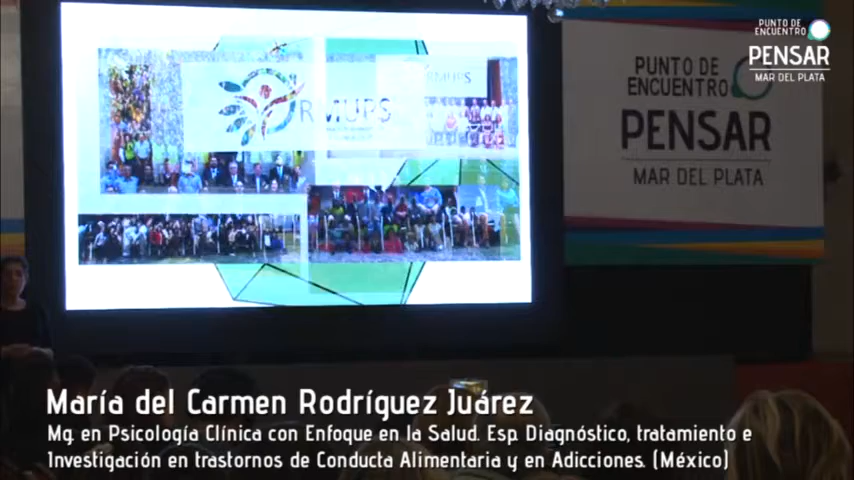 PUNTO DE
ENCUENTRO
PENSAR
MAR DEL PLATA
RMUPS
RMUPS
PUNTO DE
ENCUENTRO
PENSAR
MAR DEL PLATA
María del Carmen Rodríguez Juárez
Mg. en Psicología Clínica con Enfoque en la Salud. Esp. Diagnóstico, tratamiento e
Investigación en trastornos de Conducta Alimentaria y en Adicciones. (México)